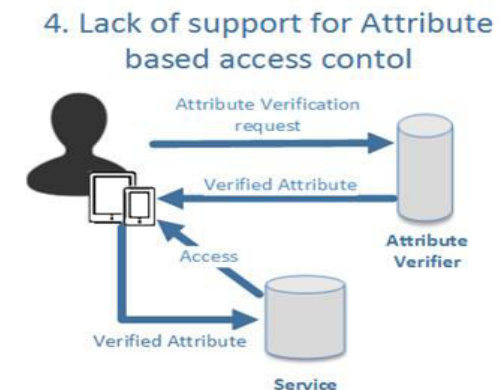 4. Lack of support for Attribute
based access contol
Attribute Verification
request
Verified Attribute
Attribute
Verifier
Access
Verified Attribute
Service